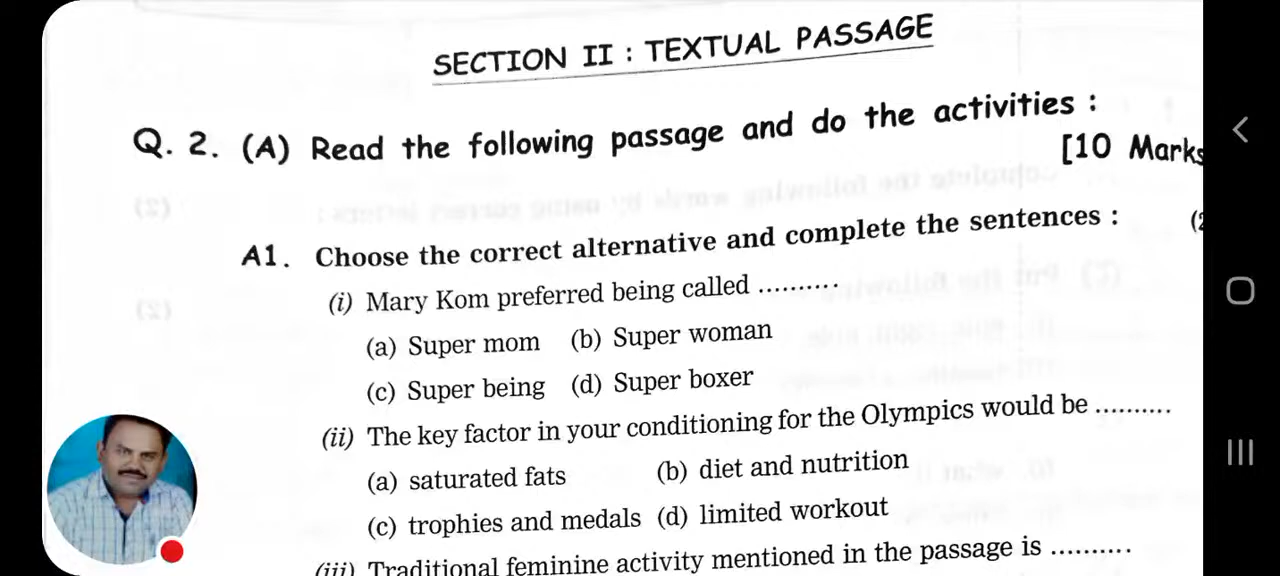 SECTION II : TEXTUAL PASSAGE
Q. 2. (A) Read the following passage and do the activities :
[10 Marks
A1. Choose the correct alternative and complete the sentences : (2
(i) Mary Kom preferred being called ..........
(a) Super mom (b) Super woman
(c) Super being (d) Super boxer
(ii) The key factor in your conditioning for the Olympics would be ..........
(a) saturated fats (b) diet and nutrition
(c) trophies and medals (d) limited workout
(iii) Traditional feminine activity mentioned in the passage is ..........